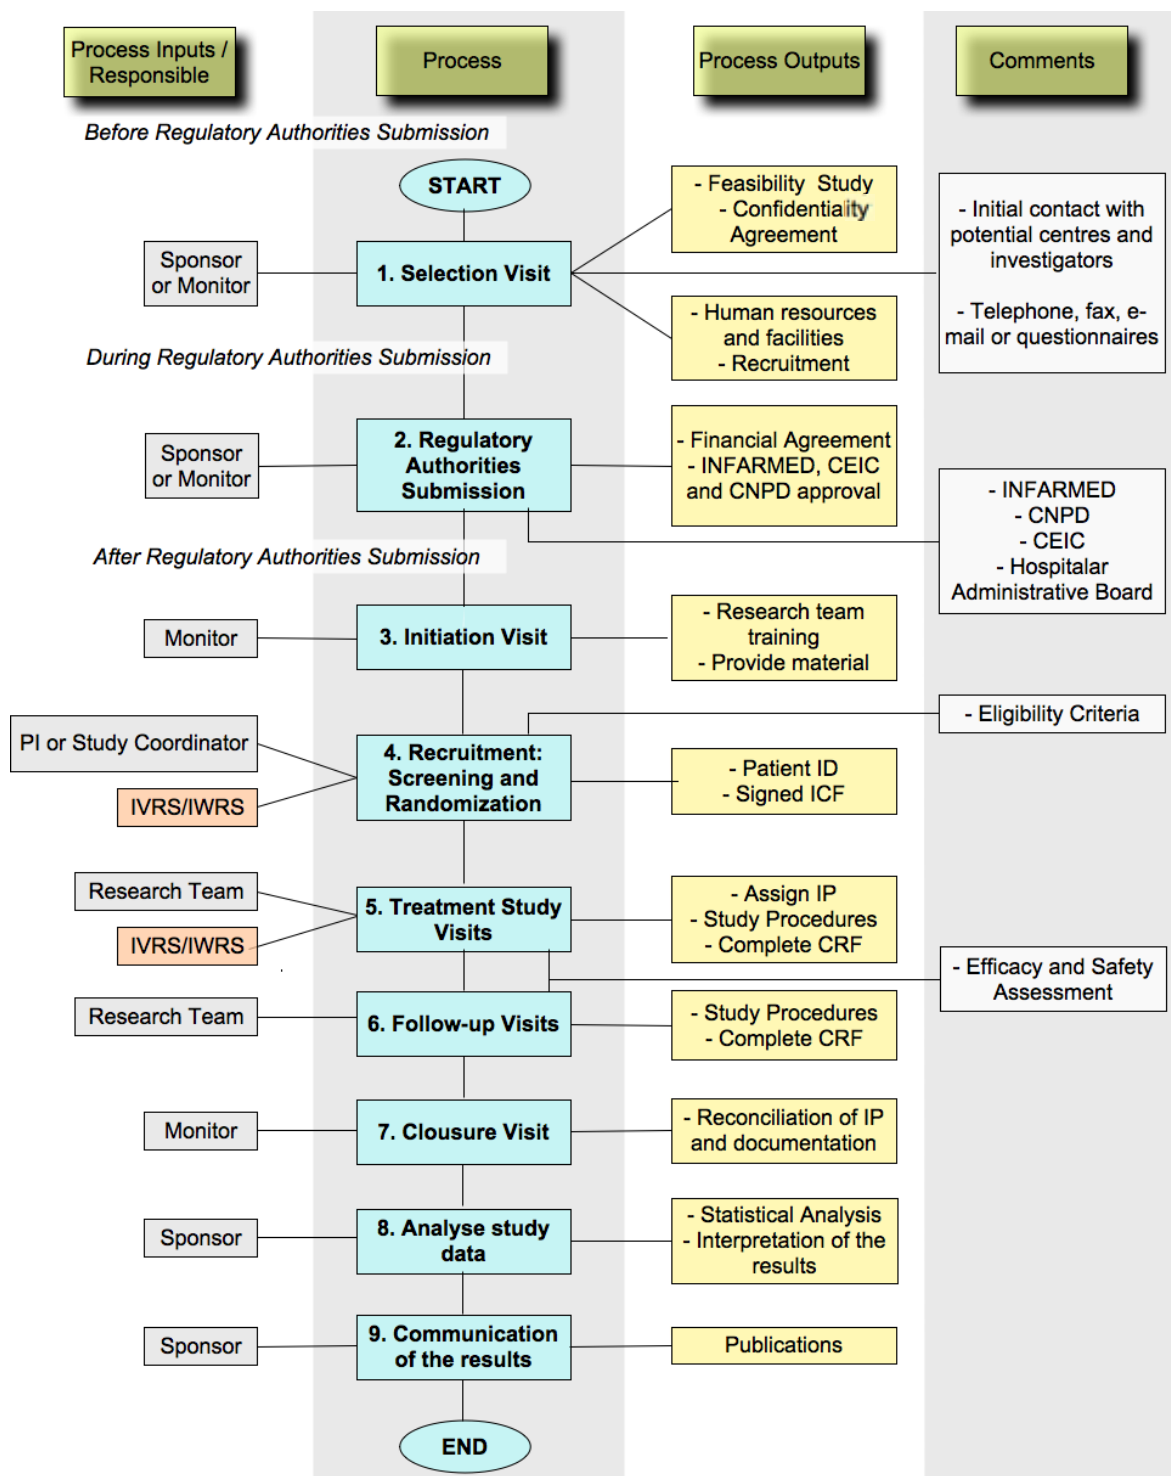 Process Inputs /
Responsible
Process
Process Outputs
Comments
Before Regulatory Authorities Submission
START
- Feasibility Study
- Confidentiality
Agreement
- Initial contact with
potential centres and
investigators
- Telephone, fax, e-
mail or questionnaires
Sponsor
or Monitor
1. Selection Visit
- Human resources
and facilities
- Recruitment
During Regulatory Authorities Submission
Sponsor
or Monitor
2. Regulatory
Authorities
Submission
- Financial Agreement
- INFARMED, CEIC
and CNPD approval
- INFARMED
- CNPD
- CEIC
- Hospitalar
Administrative Board
After Regulatory Authorities Submission
Monitor
3. Initiation Visit
- Research team
training
- Provide material
- Eligibility Criteria
PI or Study Coordinator
IVRS/IWRS
4. Recruitment:
Screening and
Randomization
- Patient ID
- Signed ICF
Research Team
IVRS/IWRS
5. Treatment Study
Visits
- Assign IP
- Study Procedures
- Complete CRF
- Efficacy and Safety
Assessment
Research Team
6. Follow-up Visits
- Study Procedures
- Complete CRF
Monitor
7. Clousure Visit
- Reconciliation of IP
and documentation
Sponsor
8. Analyse study
data
- Statistical Analysis
- Interpretation of the
results
Sponsor
9. Communication
of the results
Publications
END